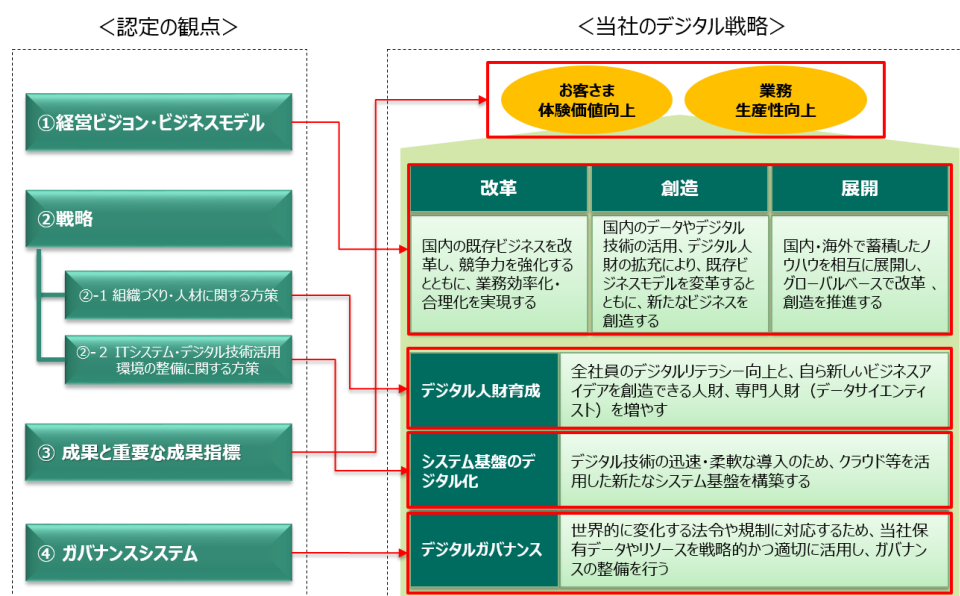 ＜認定の観点＞
①経営ビジョン・ビジネスモデル
②戦略
②-１ 組織づくり・人材に関する方策
②-２ ITシステム・デジタル技術活用
環境の整備に関する方策
③ 成果と重要な成果指標
④ ガバナンスシステム
＜当社のデジタル戦略＞
お客さま
体験価値向上
業務
生産性向上
改革
国内の既存ビジネスを改
革し、競争力を強化する
とともに、業務効率化・
合理化を実現する
創造
国内のデータやデジタル
技術の活用、デジタル人
財の拡充により、既存ビ
ジネスモデルを変革すると
ともに、新たなビジネスを
創造する
展開
国内・海外で蓄積したノ
ウハウを相互に展開し、
グローバルベースで改革 、
創造を推進する
デジタル人財育成
全社員のデジタルリテラシー向上と、自ら新しいビジネスア
イデアを創造できる人財、専門人財（データサイエンティ
スト）を増やす
システム基盤のデ
ジタル化
デジタル技術の迅速・柔軟な導入のため、クラウド等を活
用した新たなシステム基盤を構築する
デジタルガバナンス
世界的に変化する法令や規制に対応するため、当社保
有データやリソースを戦略的かつ適切に活用し、ガバナン
スの整備を行う